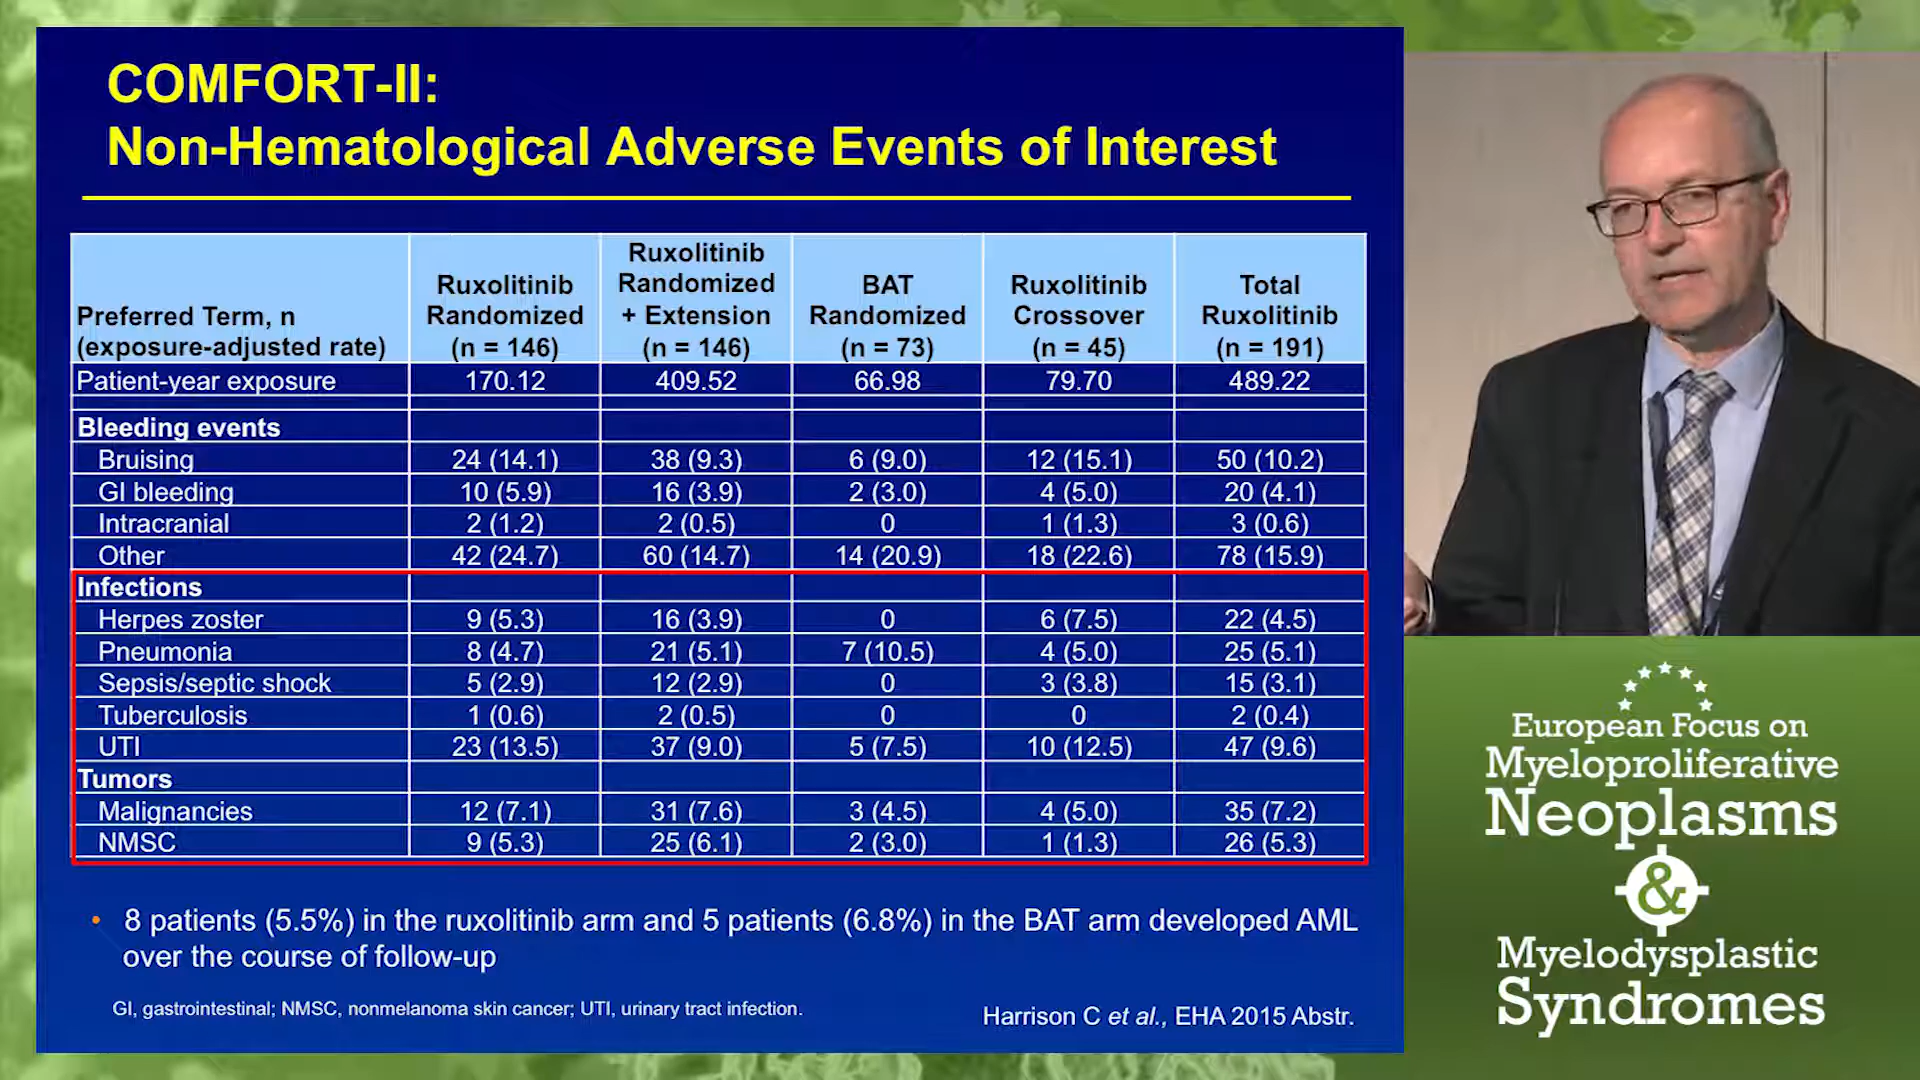 COMFORT-II:
Non-Hematological Adverse Events of Interest
Preferred Term, n (exposure-adjusted rate) Ruxolitinib Randomized (n = 146) Ruxolitinib Randomized + Extension (n = 146) BAT Randomized (n = 73) Ruxolitinib Crossover (n = 45) Total Ruxolitinib (n = 191)
Patient-year exposure 170.12 409.52 66.98 79.70 489.22
Bleeding events
Bruising 24 (14.1) 38 (9.3) 6 (9.0) 12 (15.1) 50 (10.2)
GI bleeding 10 (5.9) 16 (3.9) 2 (3.0) 4 (5.0) 20 (4.1)
Intracranial 2 (1.2) 2 (0.5) 0 1 (1.3) 3 (0.6)
Other 42 (24.7) 60 (14.7) 14 (20.9) 18 (22.6) 78 (15.9)
Infections
Herpes zoster 9 (5.3) 16 (3.9) 0 6 (7.5) 22 (4.5)
Pneumonia 8 (4.7) 21 (5.1) 7 (10.5) 4 (5.0) 25 (5.1)
Sepsis/septic shock 5 (2.9) 12 (2.9) 0 3 (3.8) 15 (3.1)
Tuberculosis 1 (0.6) 2 (0.5) 0 0 2 (0.4)
UTI 23 (13.5) 37 (9.0) 5 (7.5) 10 (12.5) 47 (9.6)
Tumors
Malignancies 12 (7.1) 31 (7.6) 3 (4.5) 4 (5.0) 35 (7.2)
NMSC 9 (5.3) 25 (6.1) 2 (3.0) 1 (1.3) 26 (5.3)
• 8 patients (5.5%) in the ruxolitinib arm and 5 patients (6.8%) in the BAT arm developed AML
over the course of follow-up
GI, gastrointestinal; NMSC, nonmelanoma skin cancer; UTI, urinary tract infection.
Harrison C et al., EHA 2015 Abstr.
European Focus on
Myeloproliferative
Neoplasms
&
Myelodysplastic
Syndromes